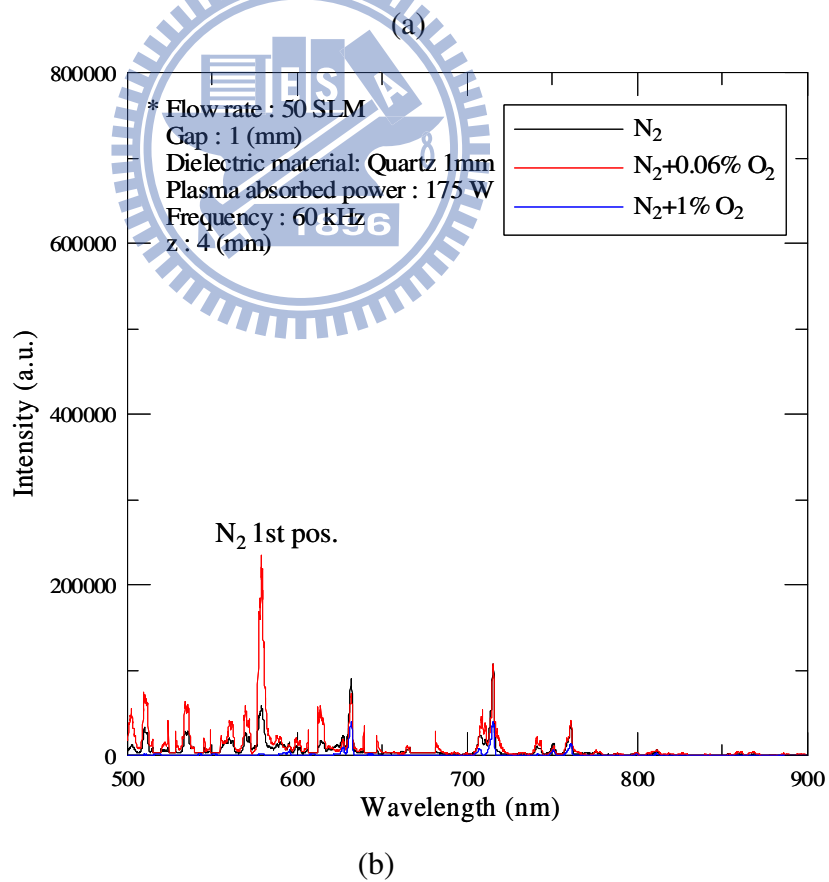 (a)
800000
600000
400000
200000
0
Intensity (a.u.)
* Flow rate : 50 SLM
Gap : 1 (mm)
Dielectric material: Quartz 1mm
Plasma absorbed power : 175 W
Frequency : 60 kHz
z : 4 (mm)
E S A
1896
N₂
N₂+0.06% O₂
N₂+1% O₂
N₂ 1st pos.
500 600 700 800 900
Wavelength (nm)
(b)